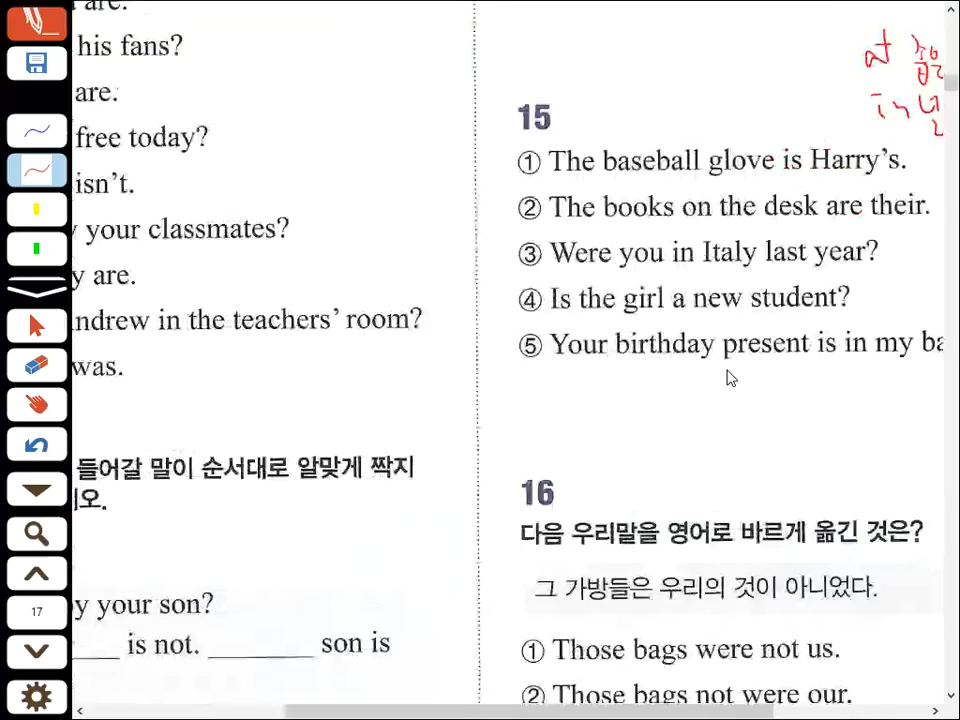 are.
his fans?
are.
free today?
isn't.
your classmates?
y are.
ndrew in the teachers' room?
was.
들어갈 말이 순서대로 알맞게 짝지
오.
y your son?
____ is not. ________ son is
17
at
in
15
① The baseball glove is Harry's.
② The books on the desk are their.
③ Were you in Italy last year?
④ Is the girl a new student?
⑤ Your birthday present is in my ba
16
다음 우리말을 영어로 바르게 옮긴 것은?
그 가방들은 우리의 것이 아니었다.
① Those bags were not us.
② Those bags not were our.